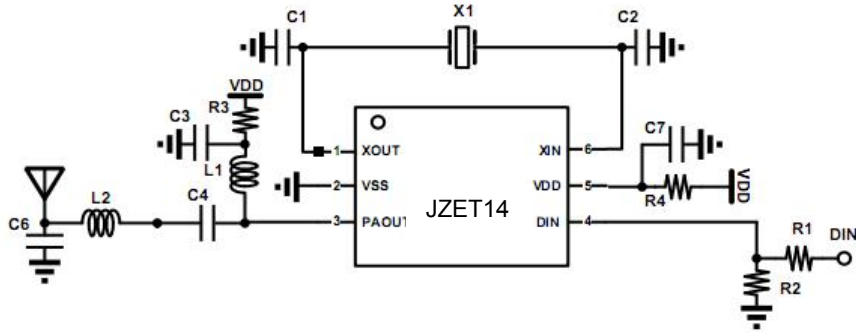 X1
C1
C2
VDD
R3
C3
C7
1 XOUT
XIN 6
L1
2 VSS
VDD 5
VDD
R4
L2
C4
3 PAOUT
JZET14
DIN 4
C6
R1
DIN
R2